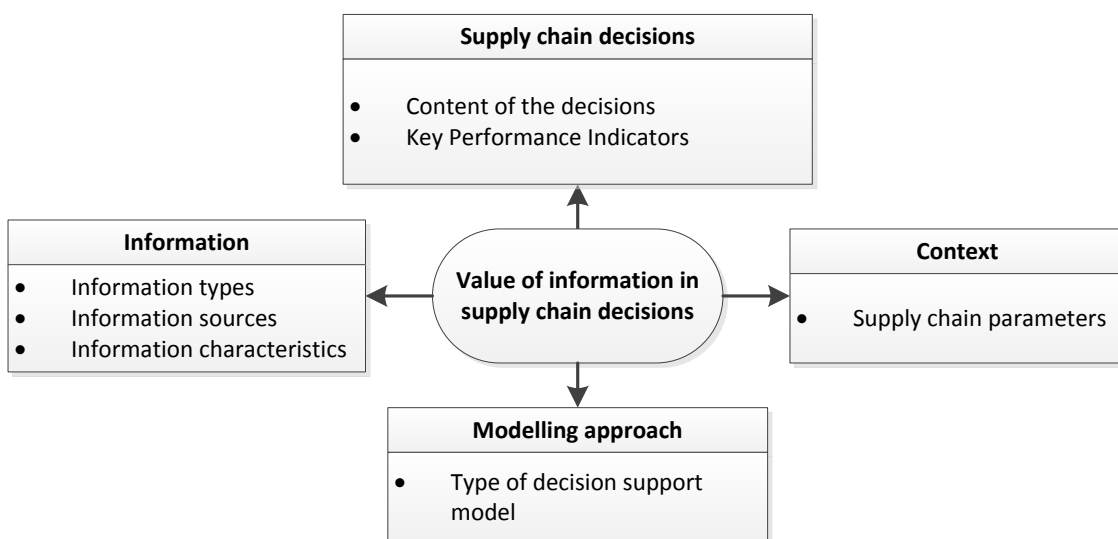 Supply chain decisions
• Content of the decisions
• Key Performance Indicators
Information
• Information types
• Information sources
• Information characteristics
Value of information in
supply chain decisions
Context
• Supply chain parameters
Modelling approach
• Type of decision support
model